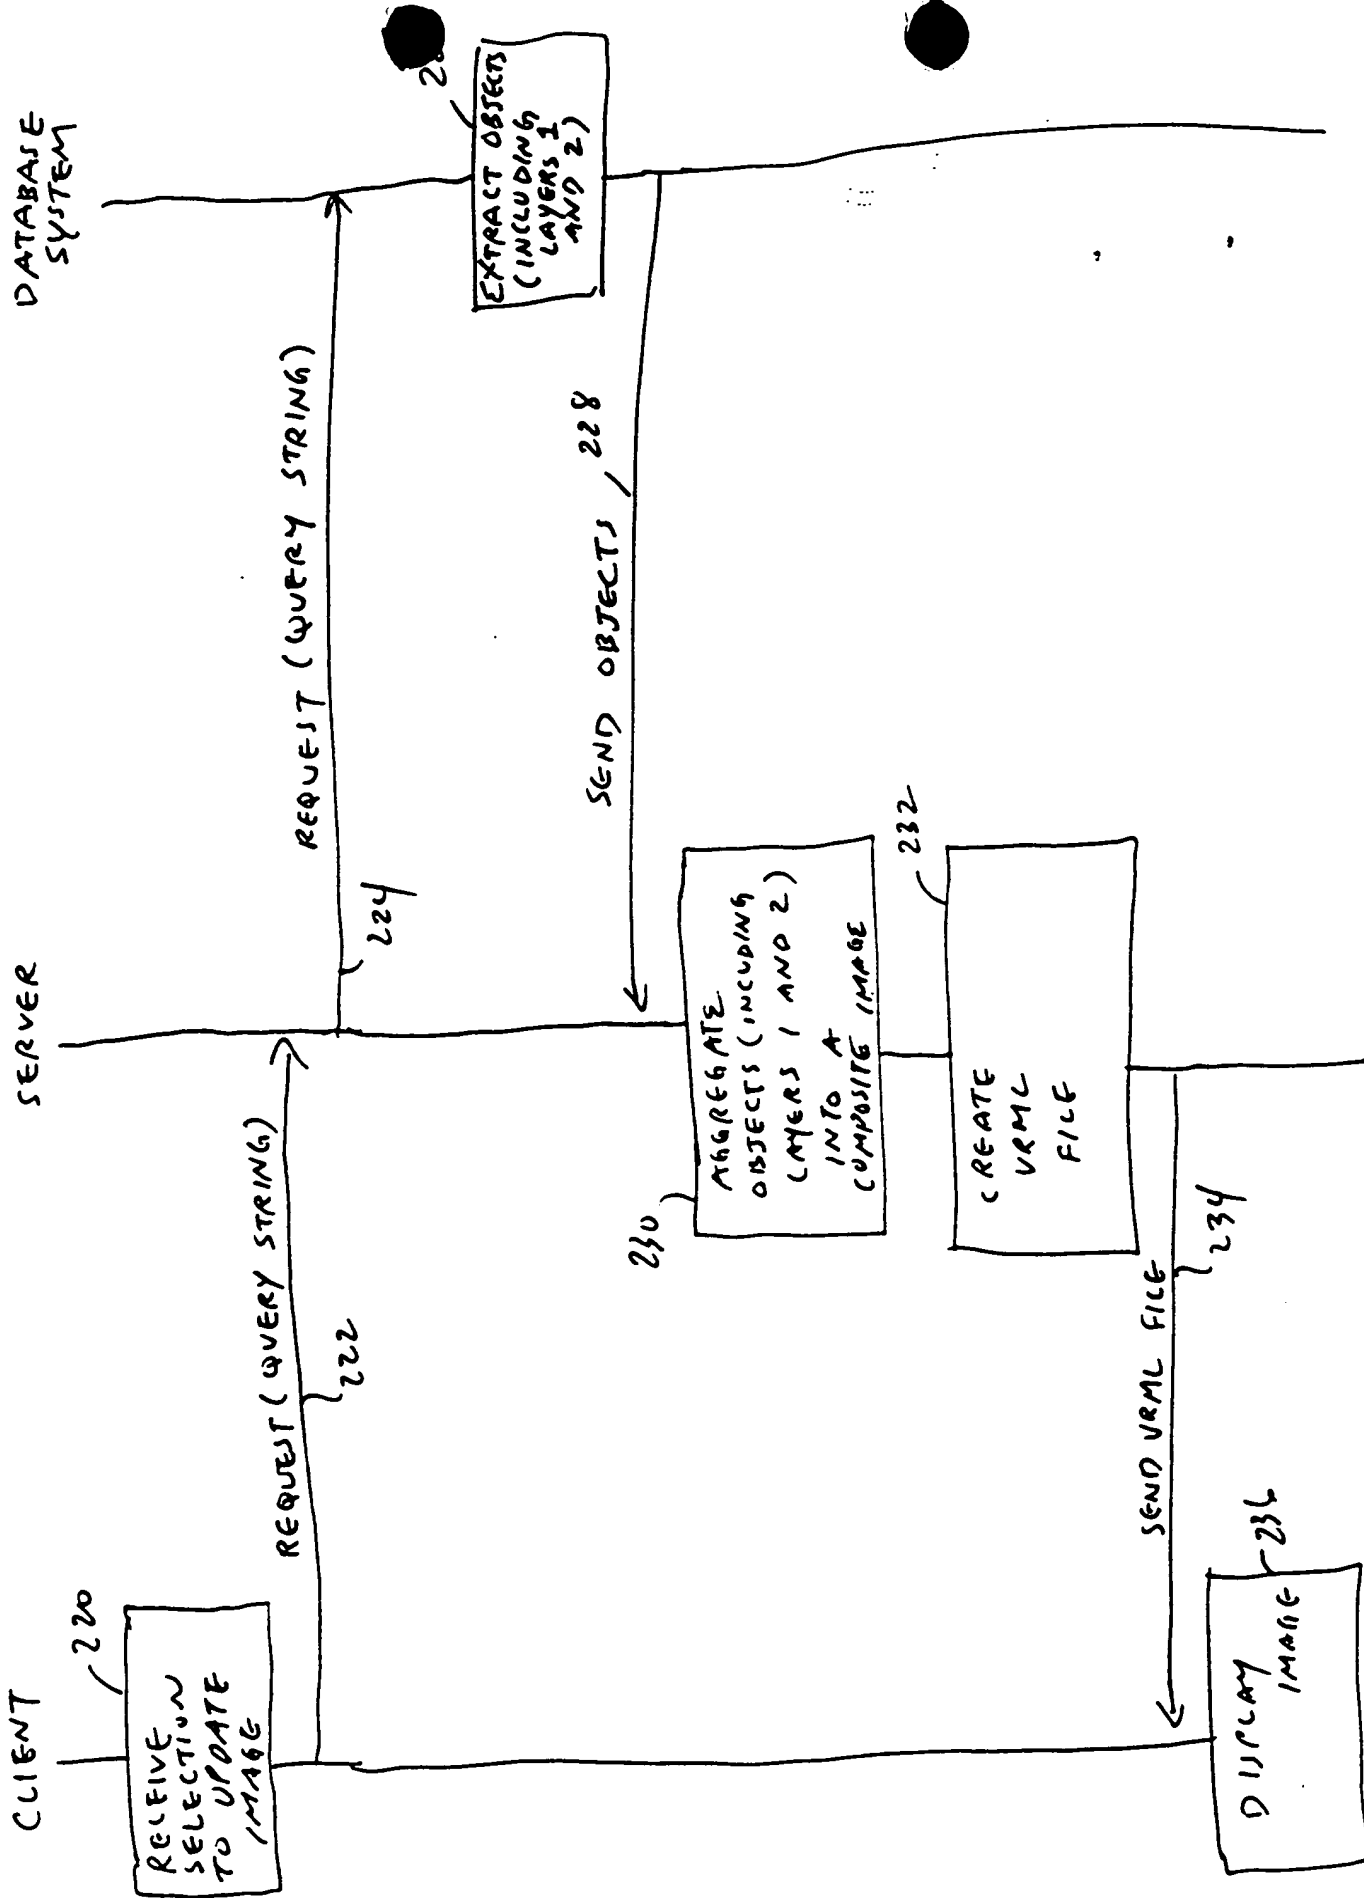 CLIENT
SERVER
DATABASE
SYSTEM
220
RECEIVE
SELECTION
TO UPDATE
IMAGE
REQUEST (QUERY STRING)
222
REQUEST (QUERY STRING)
224
EXTRACT OBJECTS
(INCLUDING
LAYERS 1
AND 2)
SEND OBJECTS
228
230
AGGREGATE
OBJECTS (INCLUDING
LAYERS 1 AND 2)
INTO A
COMPOSITE IMAGE
232
CREATE
VRML
FILE
SEND VRML FILE
234
DISPLAY
IMAGE
236